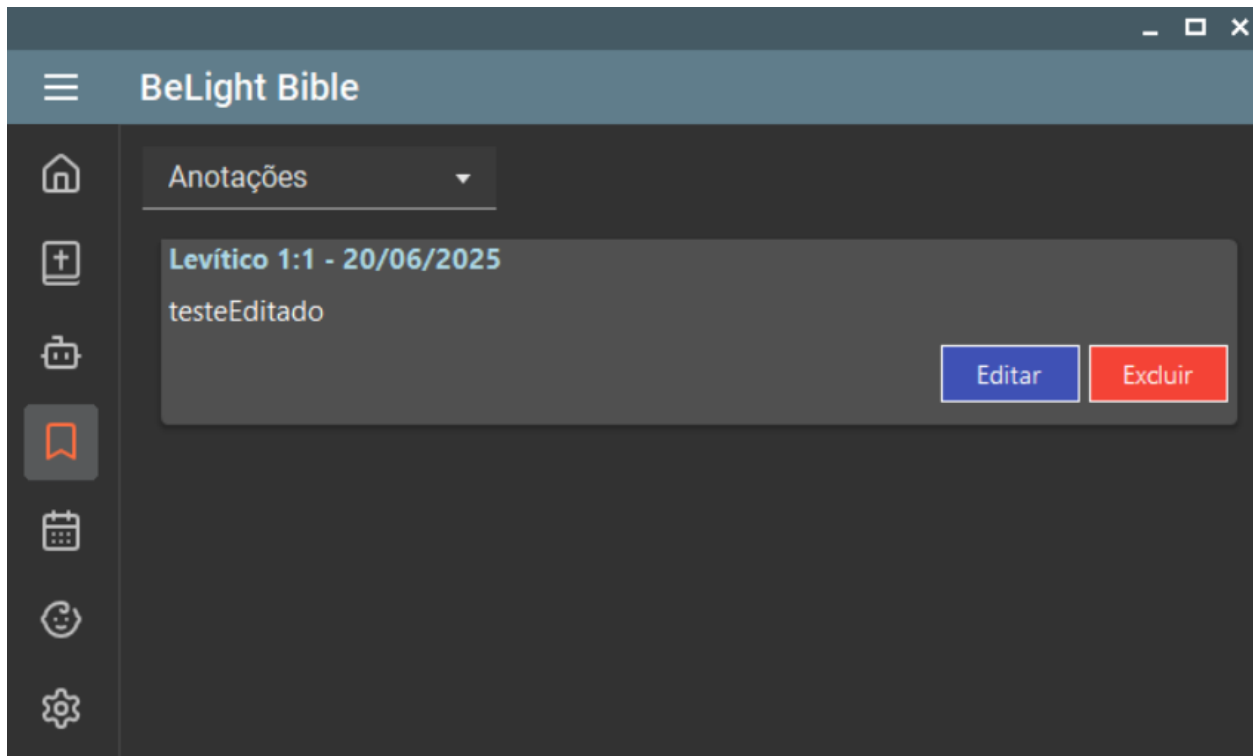 BeLight Bible
Anotações
Levítico 1:1 - 20/06/2025
testeEditado
Editar
Excluir